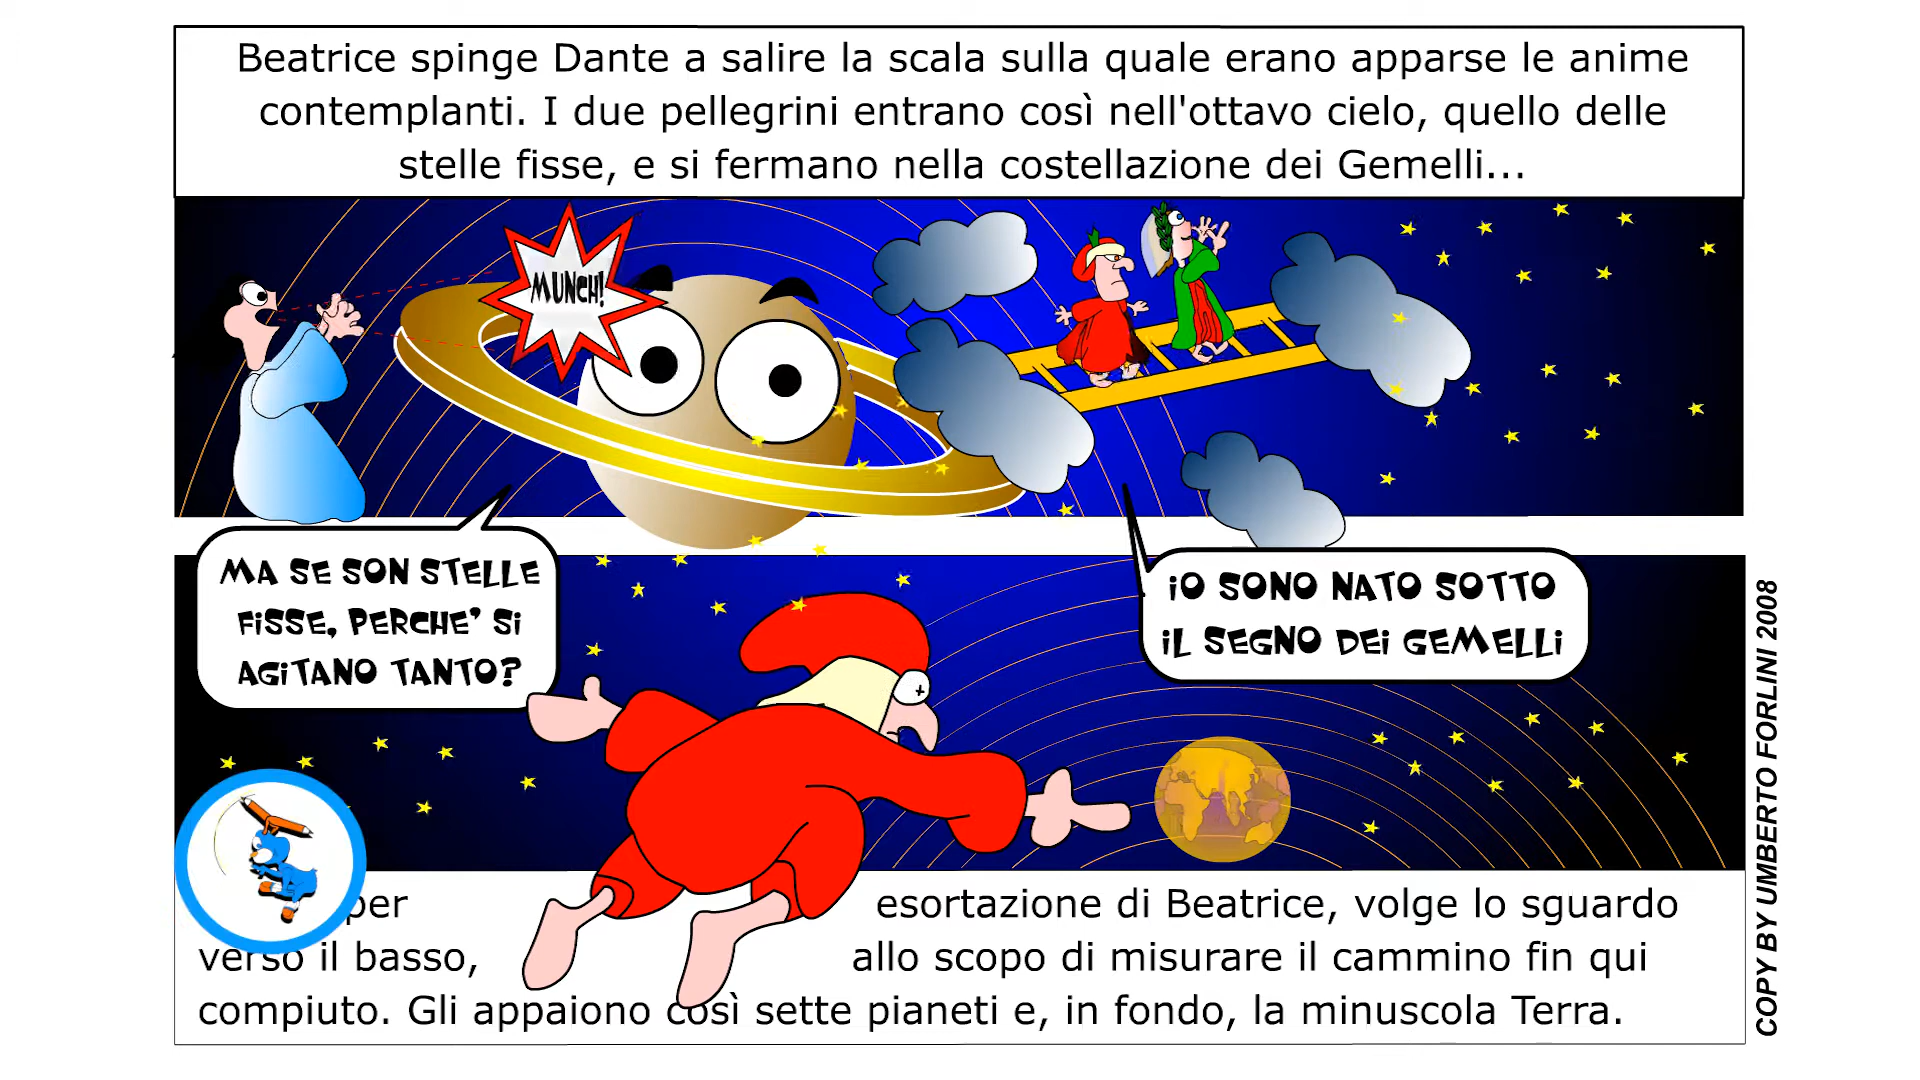 Beatrice spinge Dante a salire la scala sulla quale erano apparse le anime
contemplanti. I due pellegrini entrano così nell'ottavo cielo, quello delle
stelle fisse, e si fermano nella costellazione dei Gemelli...
MUNCH!
MA SE SON STELLE
FISSE, PERCHE' SI
AGITANO TANTO?
iO SONO NATO SOTTO
iL SEGNO DEi GEMELLi
per esortazione di Beatrice, volge lo sguardo
verso il basso, allo scopo di misurare il cammino fin qui
compiuto. Gli appaiono così sette pianeti e, in fondo, la minuscola Terra.
COPY BY UMBERTO FORLINI 2008